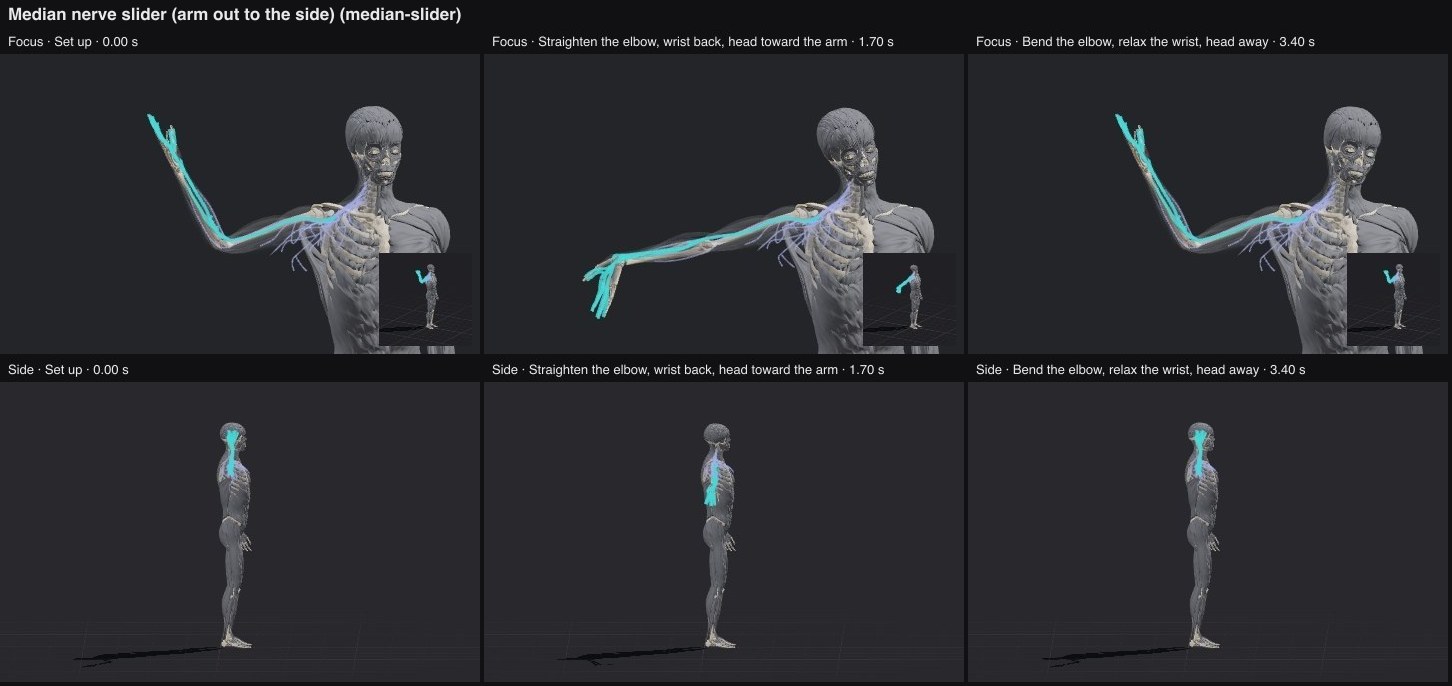 Median nerve slider (arm out to the side) (median-slider)
Focus · Set up · 0.00 s
Focus · Straighten the elbow, wrist back, head toward the arm · 1.70 s
Focus · Bend the elbow, relax the wrist, head away · 3.40 s
Side · Set up · 0.00 s
Side · Straighten the elbow, wrist back, head toward the arm · 1.70 s
Side · Bend the elbow, relax the wrist, head away · 3.40 s